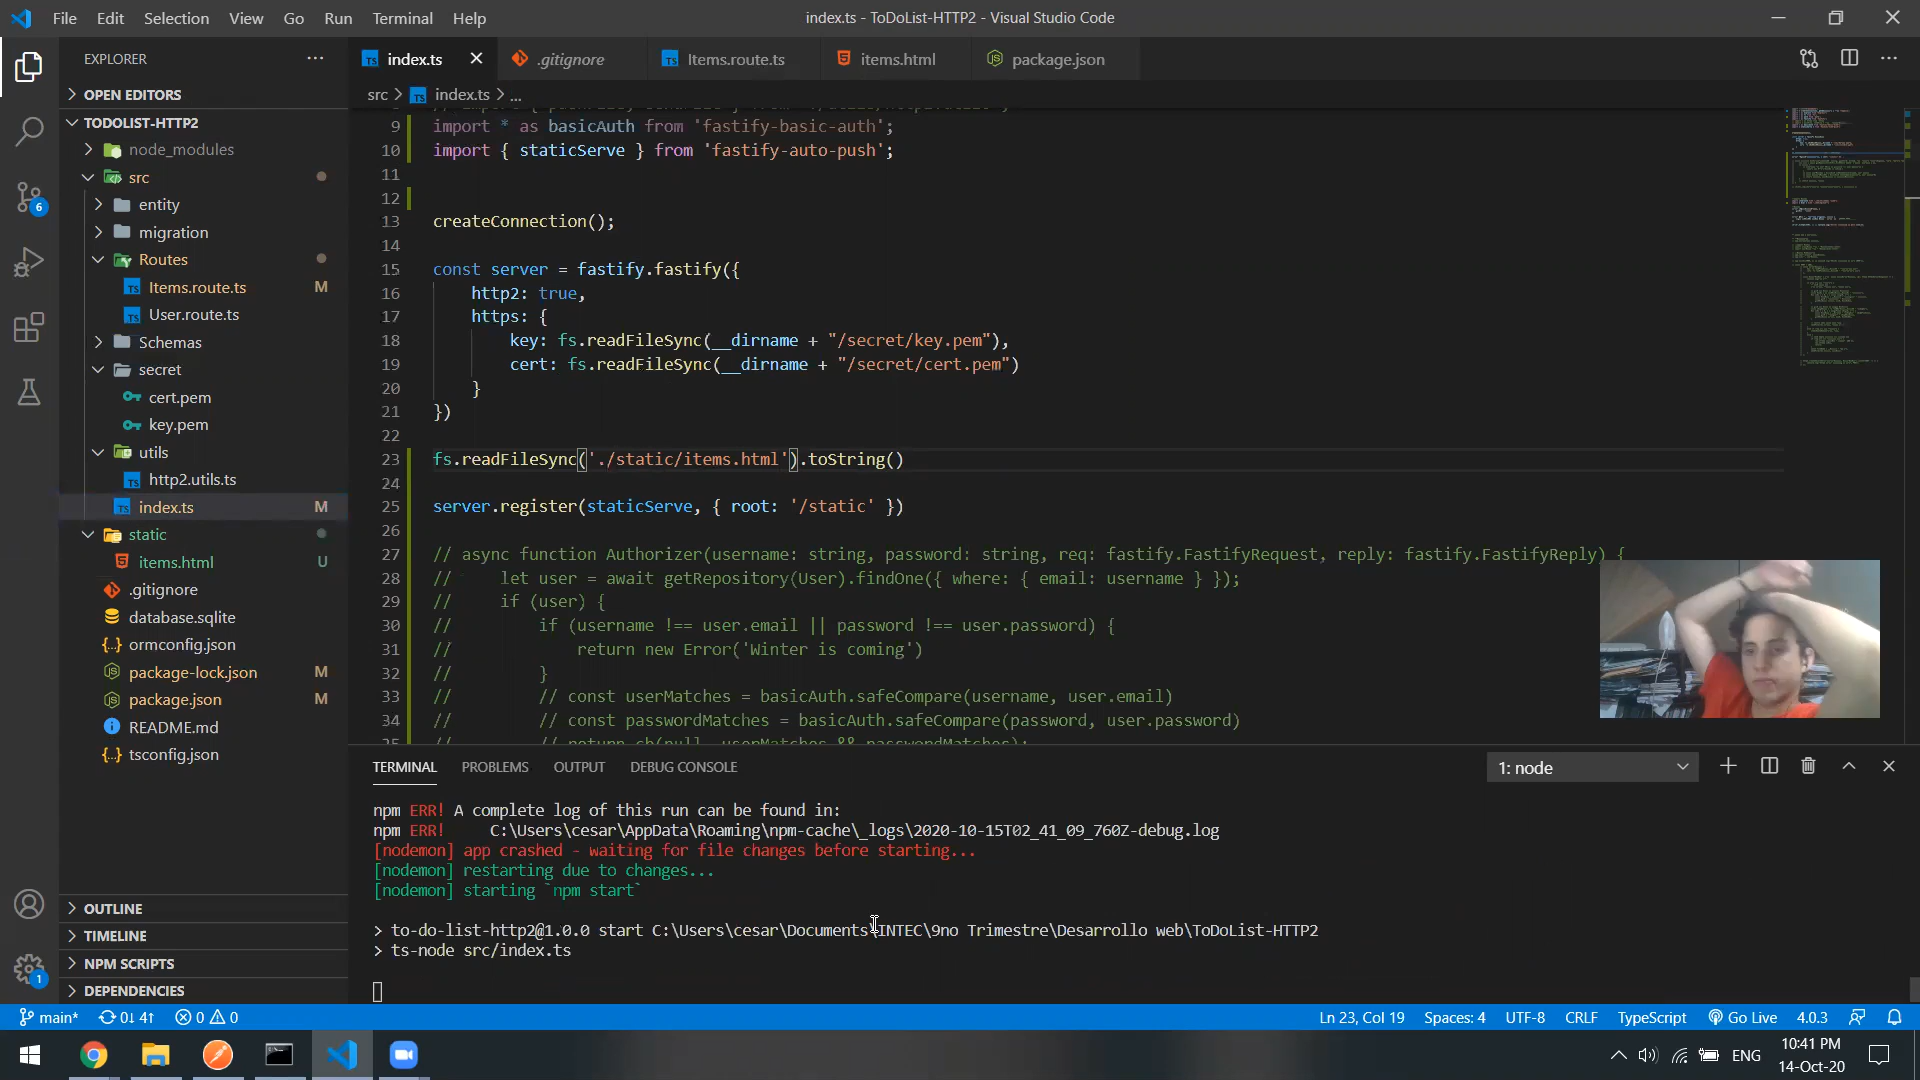 File Edit Selection View Go Run Terminal Help
index.ts - ToDoList-HTTP2 - Visual Studio Code
EXPLORER
OPEN EDITORS
TODOLIST-HTTP2
node_modules
src
entity
migration
Routes
Items.route.ts M
User.route.ts
Schemas
secret
cert.pem
key.pem
utils
http2.utils.ts
index.ts M
static
items.html U
.gitignore
database.sqlite
ormconfig.json
package-lock.json M
package.json M
README.md
tsconfig.json
OUTLINE
TIMELINE
NPM SCRIPTS
DEPENDENCIES
6
1
index.ts .gitignore Items.route.ts items.html package.json
src > index.ts > ...
9 import * as basicAuth from 'fastify-basic-auth';
10 import { staticServe } from 'fastify-auto-push';
11
12
13 createConnection();
14
15 const server = fastify.fastify({
16 http2: true,
17 https: {
18 key: fs.readFileSync(__dirname + "/secret/key.pem"),
19 cert: fs.readFileSync(__dirname + "/secret/cert.pem")
20 }
21 })
22
23 fs.readFileSync('./static/items.html').toString()
24
25 server.register(staticServe, { root: '/static' })
26
27 // async function Authorizer(username: string, password: string, req: fastify.FastifyRequest, reply: fastify.FastifyReply) {
28 // let user = await getRepository(User).findOne({ where: { email: username } });
29 // if (user) {
30 // if (username !== user.email || password !== user.password) {
31 // return new Error('Winter is coming')
32 // }
33 // // const userMatches = basicAuth.safeCompare(username, user.email)
34 // // const passwordMatches = basicAuth.safeCompare(password, user.password)
TERMINAL PROBLEMS OUTPUT DEBUG CONSOLE
1: node
npm ERR! A complete log of this run can be found in:
npm ERR! C:\Users\cesar\AppData\Roaming\npm-cache\_logs\2020-10-15T02_41_09_760Z-debug.log
[nodemon] app crashed - waiting for file changes before starting...
[nodemon] restarting due to changes...
[nodemon] starting `npm start`
> to-do-list-http2@1.0.0 start C:\Users\cesar\Documents\INTEC\9no Trimestre\Desarrollo web\ToDoList-HTTP2
> ts-node src/index.ts
main* 0↓ 4↑ 0 0
Ln 23, Col 19 Spaces: 4 UTF-8 CRLF TypeScript Go Live 4.0.3
ENG
10:41 PM
14-Oct-20